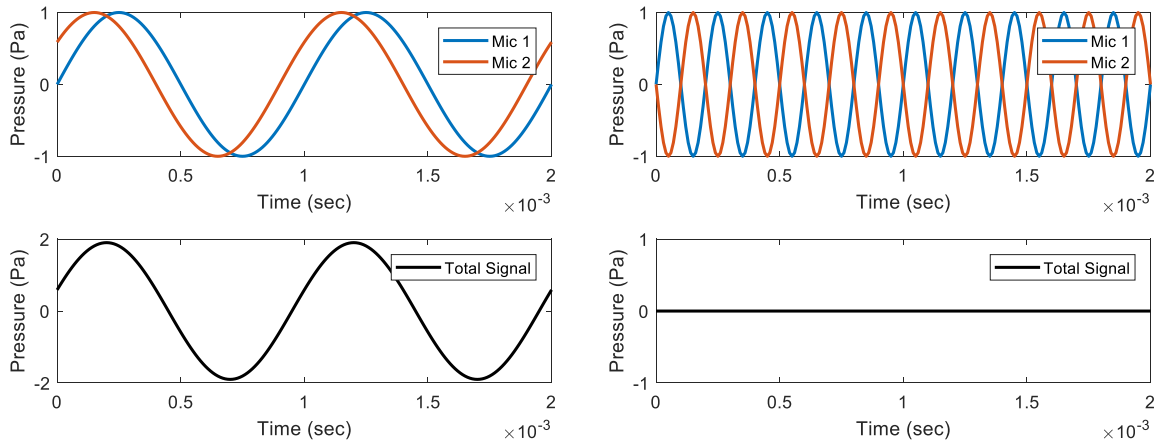 Pressure (Pa)
1
0
-1
Mic 1
Mic 2
0
0.5
1
1.5
2
Time (sec)
×10⁻³
Pressure (Pa)
1
0
-1
Mic 1
Mic 2
0
0.5
1
1.5
2
Time (sec)
×10⁻³
Pressure (Pa)
2
0
-2
Total Signal
0
0.5
1
1.5
2
Time (sec)
×10⁻³
Pressure (Pa)
1
0
-1
Total Signal
0
0.5
1
1.5
2
Time (sec)
×10⁻³